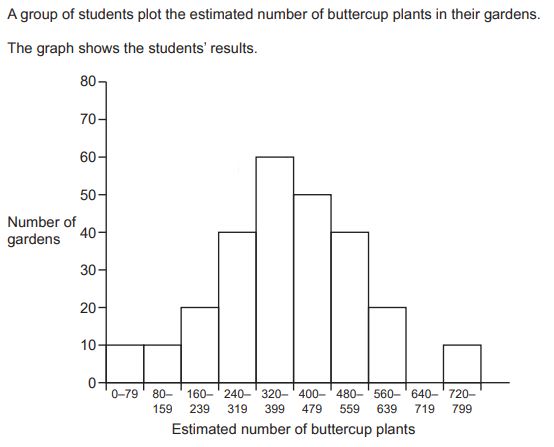 A group of students plot the estimated number of buttercup plants in their gardens.
The graph shows the students’ results.
80
70
60
50
Number of
gardens
40
30
20
10
0
0–79 80– 160– 240– 320– 400– 480– 560– 640– 720–
159 239 319 399 479 559 639 719 799
Estimated number of buttercup plants